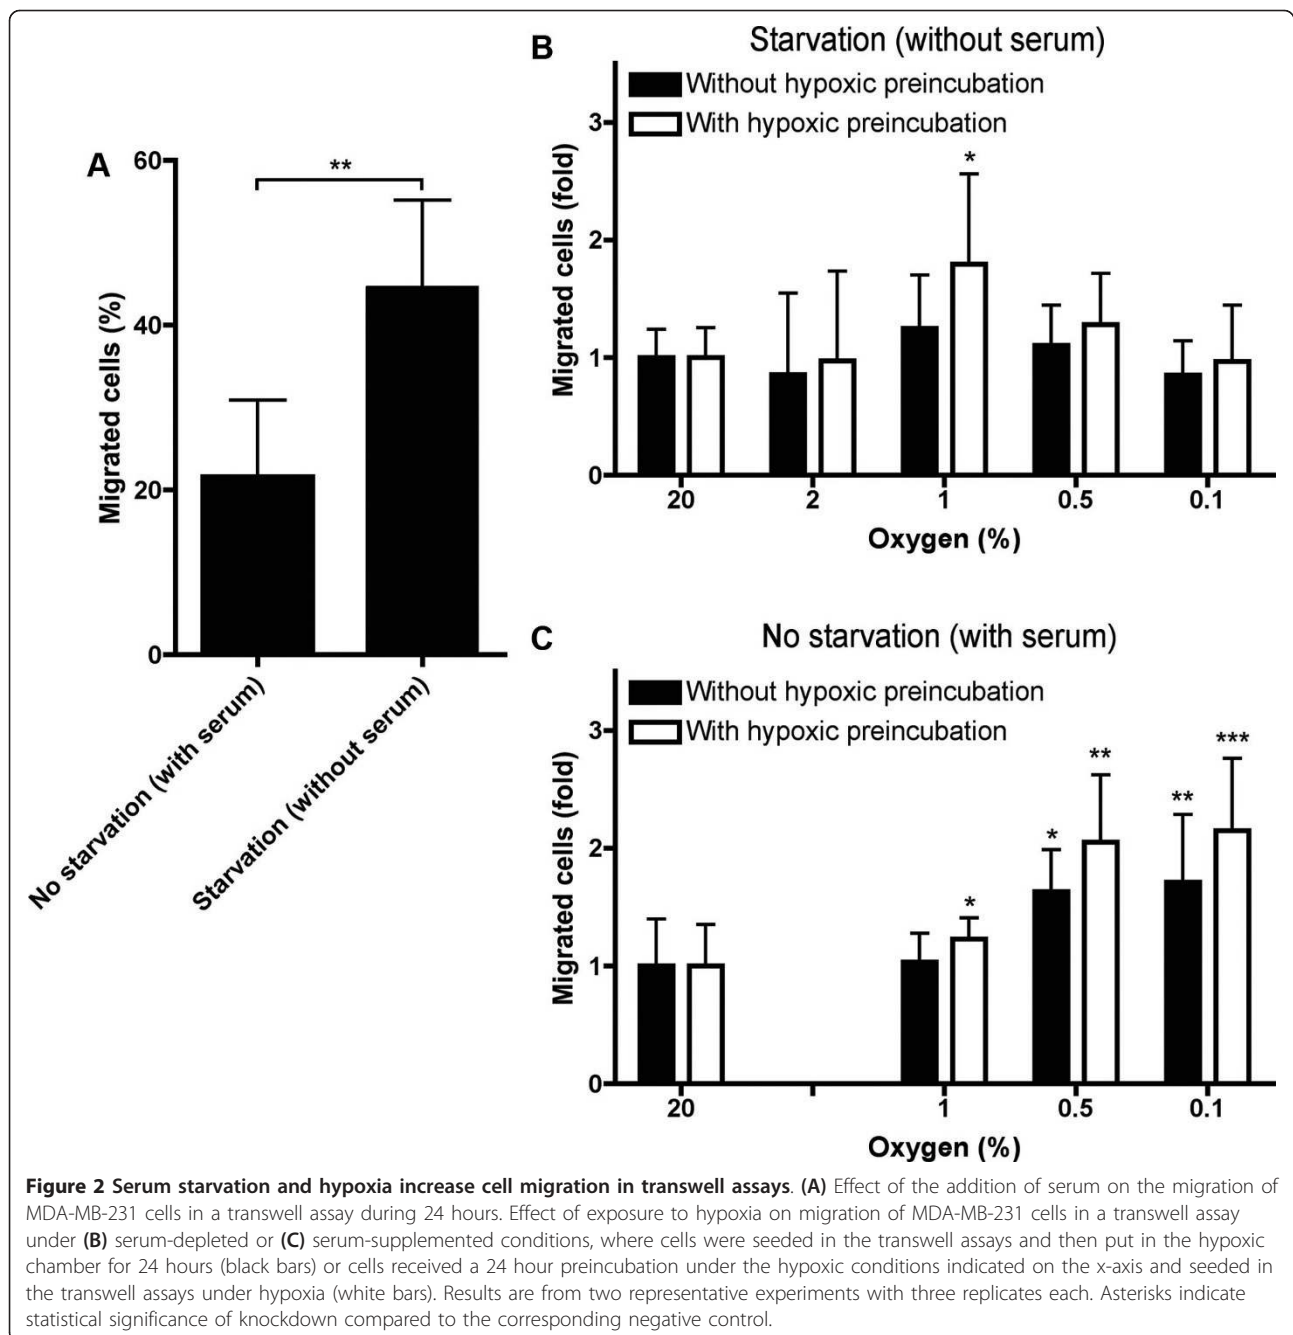 A
60
40
20
0
**
Migrated cells (%)
No starvation (with serum)
Starvation (without serum)
B
Starvation (without serum)
Without hypoxic preincubation
With hypoxic preincubation
3
2
1
0
*
Migrated cells (fold)
20 2 1 0.5 0.1
Oxygen (%)
C
No starvation (with serum)
Without hypoxic preincubation
With hypoxic preincubation
3
2
1
0
* * ** ** ***
Migrated cells (fold)
20 1 0.5 0.1
Oxygen (%)
Figure 2 Serum starvation and hypoxia increase cell migration in transwell assays. (A) Effect of the addition of serum on the migration of
MDA-MB-231 cells in a transwell assay during 24 hours. Effect of exposure to hypoxia on migration of MDA-MB-231 cells in a transwell assay
under (B) serum-depleted or (C) serum-supplemented conditions, where cells were seeded in the transwell assays and then put in the hypoxic
chamber for 24 hours (black bars) or cells received a 24 hour preincubation under the hypoxic conditions indicated on the x-axis and seeded in
the transwell assays under hypoxia (white bars). Results are from two representative experiments with three replicates each. Asterisks indicate
statistical significance of knockdown compared to the corresponding negative control.